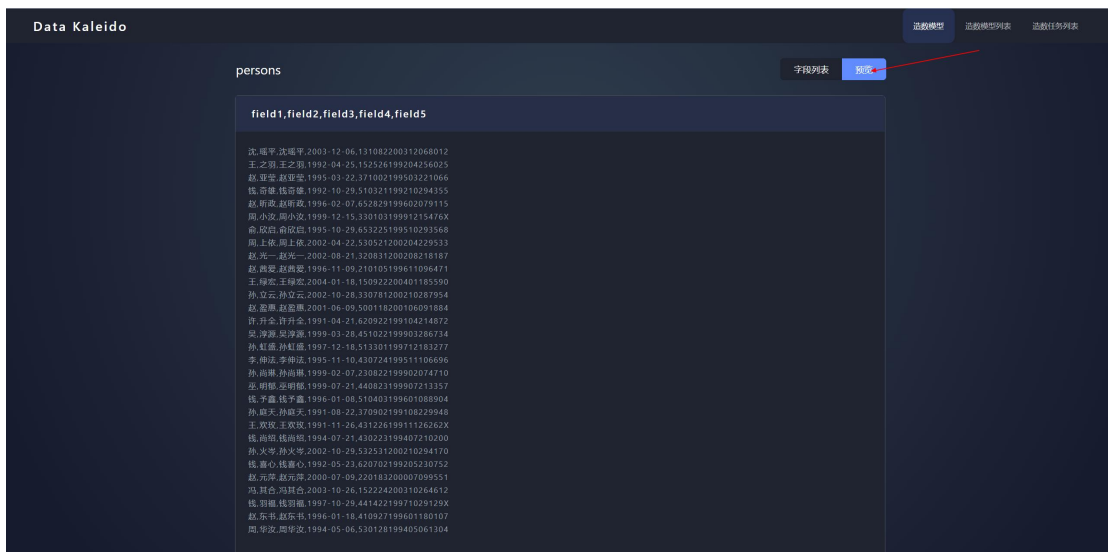 Data Kaleido
造数模型 造数模型列表 造数任务列表
persons
字段列表 预览
field1,field2,field3,field4,field5
沈,瑶平,沈瑶平,2003-12-06,131082200312068012
王,之羽,王之羽,1992-04-25,152526199204256025
赵,亚莹,赵亚莹,1995-03-22,371002199503221066
钱,奇雄,钱奇雄,1992-10-29,510321199210294355
赵,昕政,赵昕政,1996-02-07,652829199602079115
周,小汝,周小汝,1999-12-15,33010319991215476X
俞,欣启,俞欣启,1995-10-29,653225199510293568
周,上依,周上依,2002-04-22,530521200204229533
赵,光一,赵光一,2002-08-21,320831200208218187
赵,茜爱,赵茜爱,1996-11-09,210105199611096471
王,绿宏,王绿宏,2004-01-18,150922200401185590
孙,立云,孙立云,2002-10-28,330781200210287954
赵,盈惠,赵盈惠,2001-06-09,500118200106091884
许,升全,许升全,1991-04-21,620922199104214872
吴,淳源,吴淳源,1999-03-28,451022199903286734
孙,虹盛,孙虹盛,1997-12-18,513301199712183277
李,伸法,李伸法,1995-11-10,430724199511106696
孙,尚琳,孙尚琳,1999-02-07,230822199902074710
巫,明郁,巫明郁,1999-07-21,440823199907213357
钱,予鑫,钱予鑫,1996-01-08,510403199601088904
孙,庭天,孙庭天,1991-08-22,370902199108229948
王,欢玫,王欢玫,1991-11-26,43122619911126262X
钱,尚绍,钱尚绍,1994-07-21,430223199407210200
孙,火岑,孙火岑,2002-10-29,532531200210294170
钱,喜心,钱喜心,1992-05-23,620702199205230752
赵,元萍,赵元萍,2000-07-09,220183200007099551
冯,其合,冯其合,2003-10-26,152224200310264612
钱,羽福,钱羽福,1997-10-29,44142219971029129X
赵,东书,赵东书,1996-01-18,410927199601180107
周,华汝,周华汝,1994-05-06,530128199405061304